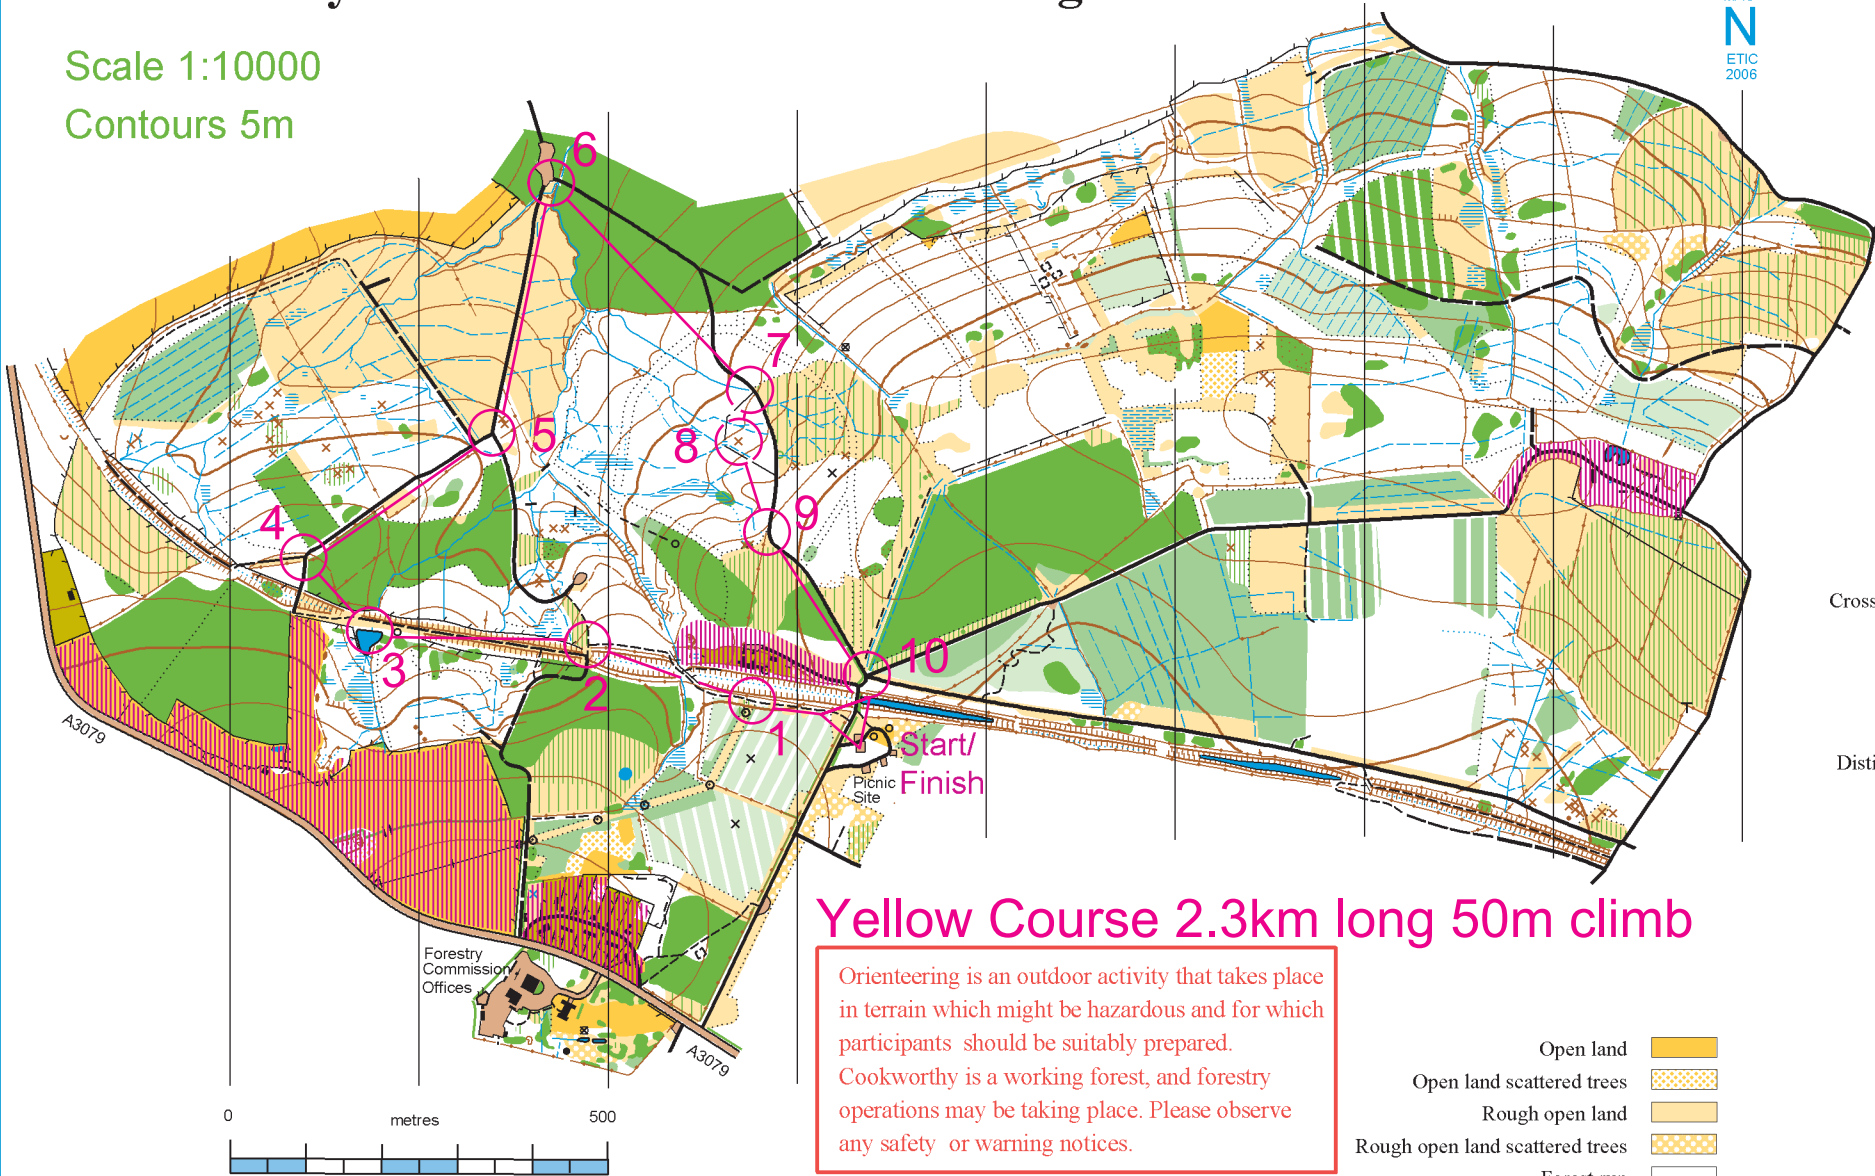 Scale 1:10000
Contours 5m
N
ETIC
2006
6
7
5
8
4
9
3
2
10
1
A3079
Start/
Finish
Picnic
Site
Cross
Disti
Yellow Course 2.3km long 50m climb
Forestry
Commission
Offices
A3079
Orienteering is an outdoor activity that takes place
in terrain which might be hazardous and for which
participants should be suitably prepared.
Cookworthy is a working forest, and forestry
operations may be taking place. Please observe
any safety or warning notices.
Open land
Open land scattered trees
Rough open land
Rough open land scattered trees
0
metres
500